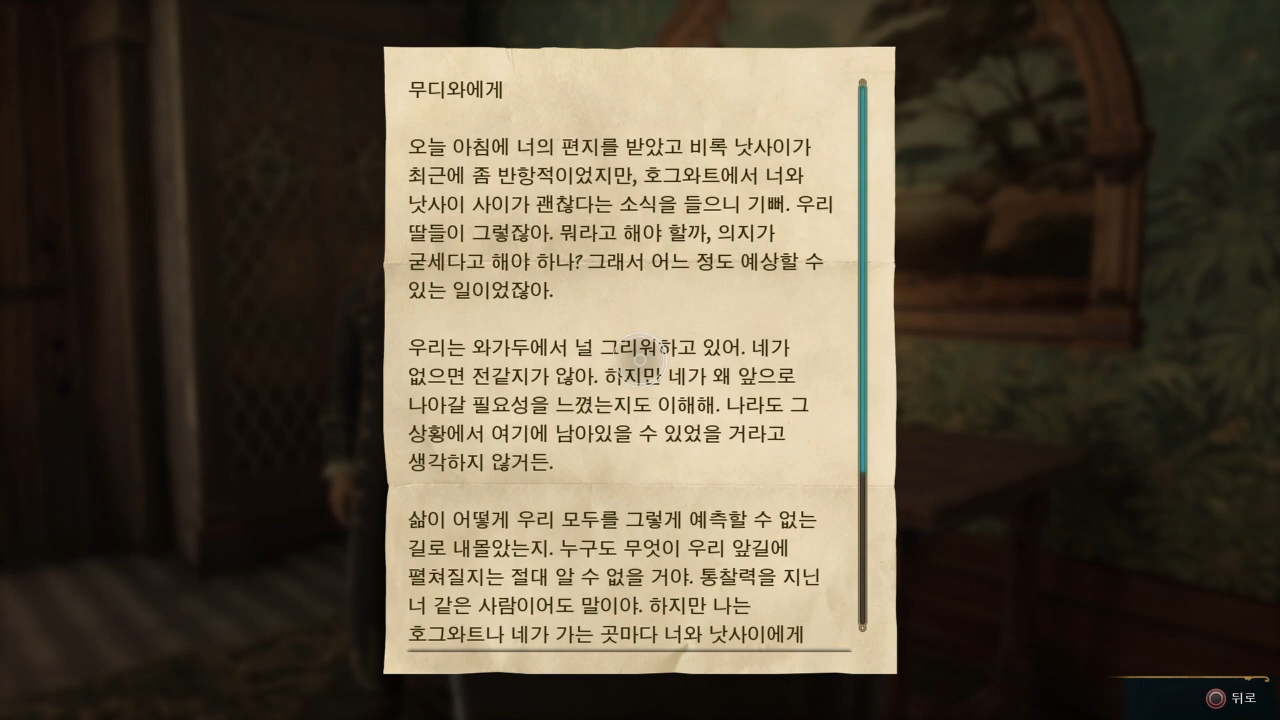 무디와에게
오늘 아침에 너의 편지를 받았고 비록 낫사이가
최근에 좀 반항적이었지만, 호그와트에서 너와
낫사이 사이가 괜찮다는 소식을 들으니 기뻐. 우리
딸들이 그렇잖아. 뭐라고 해야 할까, 의지가
굳세다고 해야 하나? 그래서 어느 정도 예상할 수
있는 일이었잖아.
우리는 와가두에서 널 그리워하고 있어. 네가
없으면 전같지가 않아. 하지만 네가 왜 앞으로
나아갈 필요성을 느꼈는지도 이해해. 나라도 그
상황에서 여기에 남아있을 수 있었을 거라고
생각하지 않거든.
삶이 어떻게 우리 모두를 그렇게 예측할 수 없는
길로 내몰았는지. 누구도 무엇이 우리 앞길에
펼쳐질지는 절대 알 수 없을 거야. 통찰력을 지닌
너 같은 사람이어도 말이야. 하지만 나는
호그와트나 네가 가는 곳마다 너와 낫사이에게
뒤로